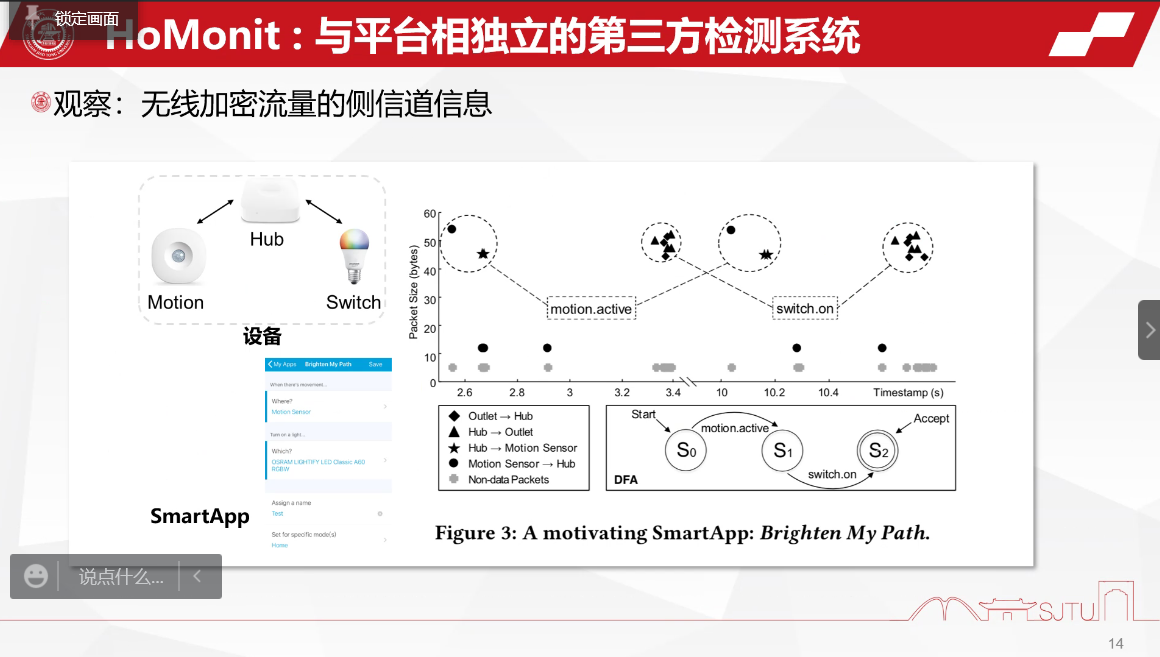 锁定画面
HoMonit : 与平台相独立的第三方检测系统
观察：无线加密流量的侧信道信息
Hub
Motion
Switch
设备
My Apps Brighten My Path Save
When there's movement...
Where?
Motion Sensor
Turn on a light...
Which?
OSRAM LIGHTIFY LED Classic A60
RGBW
Assign a name
Test
Set for specific mode(s)
Home
SmartApp
Packet Size (bytes)
60
50
40
30
20
10
0
motion.active
switch.on
2.6 2.8 3 3.2 3.4 10 10.2 10.4 Timestamp (s)
Outlet → Hub
Hub → Outlet
Hub → Motion Sensor
Motion Sensor → Hub
Non-data Packets
Start
motion.active
Accept
S0
S1
S2
switch.on
DFA
Figure 3: A motivating SmartApp: Brighten My Path.
说点什么...
SJTU
14